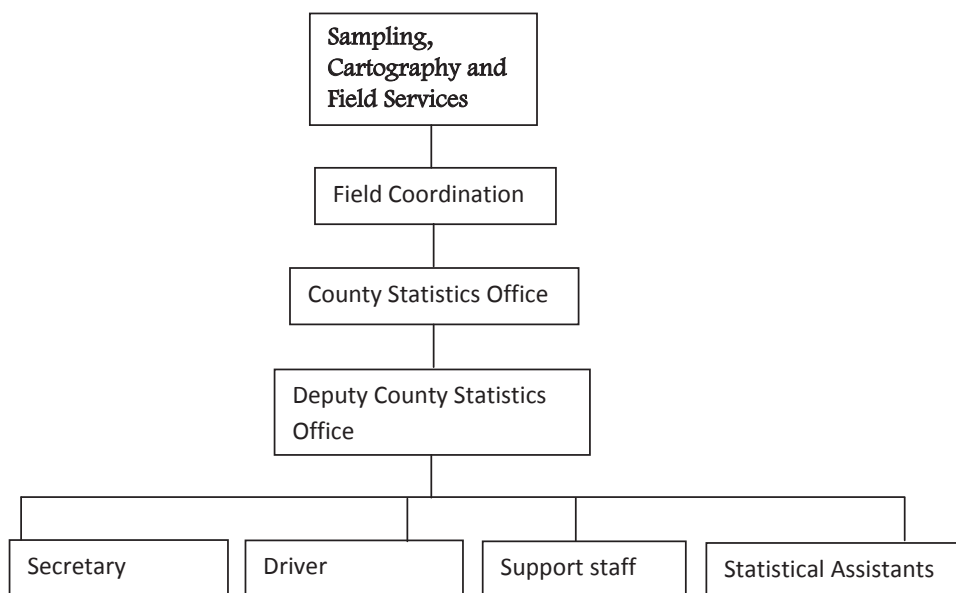 Sampling,
Cartography and
Field Services
Field Coordination
County Statistics Office
Deputy County Statistics
Office
Secretary
Driver
Support staff
Statistical Assistants